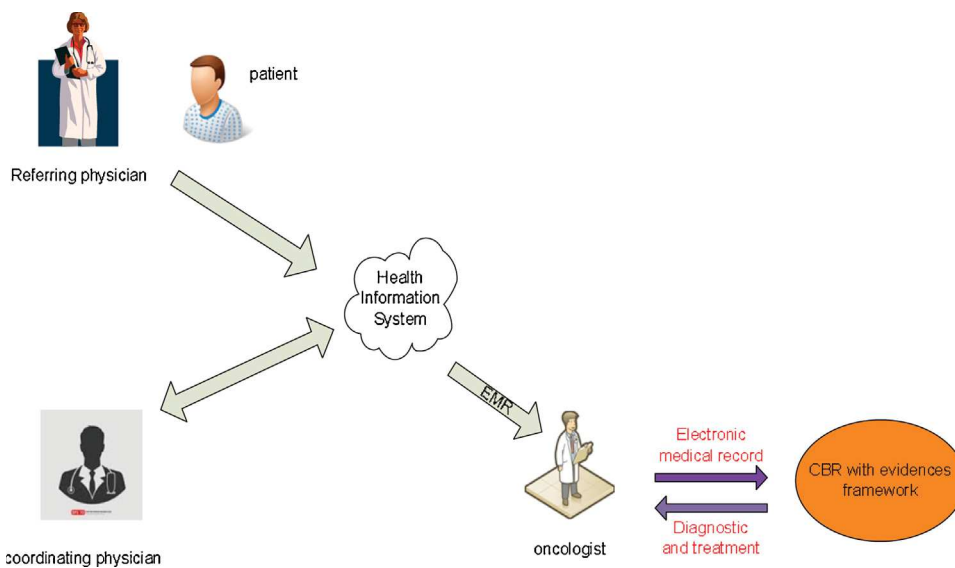 patient
Referring physician
Health
Information
System
EMR
Electronic
medical record
CBR with evidences
framework
Diagnostic
and treatment
oncologist
coordinating physician